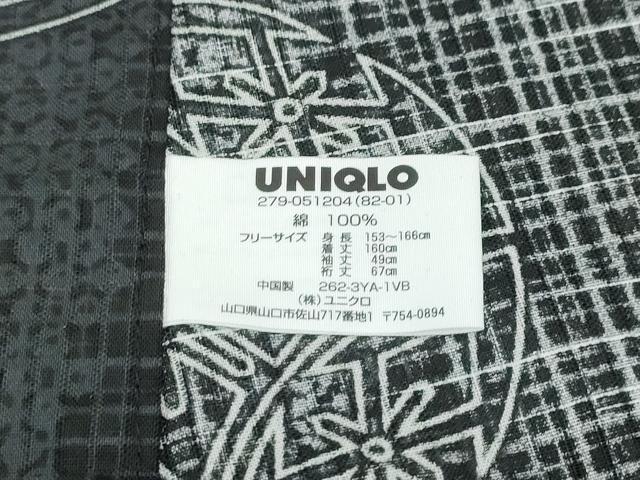 UNIQLO
279-051204(82-01)
綿 100%
フリーサイズ 身長 153～166cm
着丈 160cm
袖丈 49cm
裄丈 67cm
中国製 262-3YA-1VB
(株)ユニクロ
山口県山口市佐山717番地1 〒754-0894